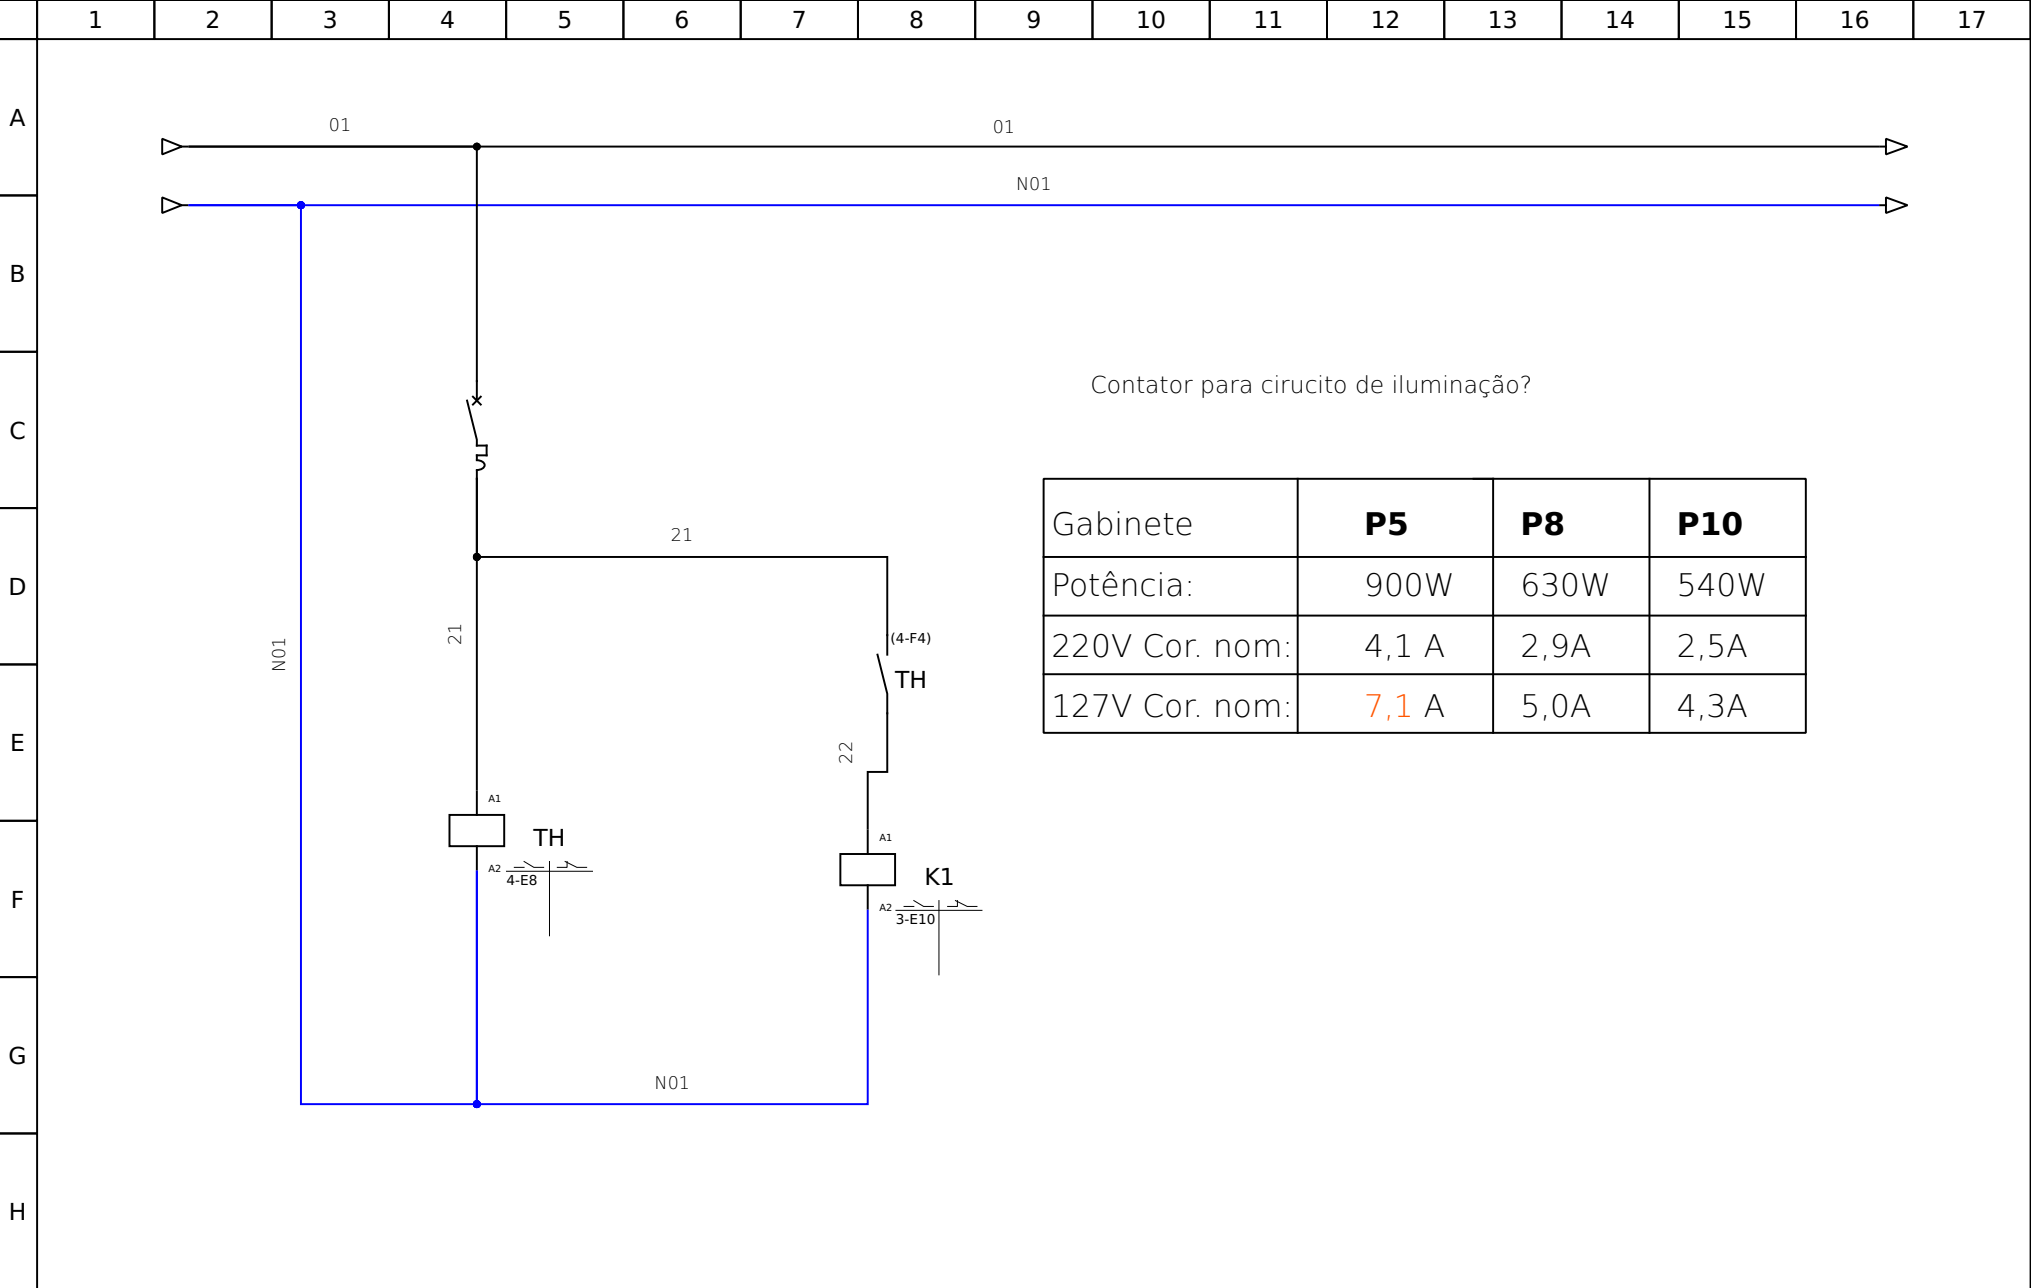 1 2 3 4 5 6 7 8 9 10 11 12 13 14 15 16 17
A
01 01
N01
B
Contator para cirucito de iluminação?
C
Gabinete P5 P8 P10
21
D
Potência: 900W 630W 540W
21
(4-F4)
220V Cor. nom: 4,1 A 2,9A 2,5A
N01
TH
127V Cor. nom: 7,1 A 5,0A 4,3A
E
22
A1
TH
A1
A2
4-E8
K1
F
A2
3-E10
G
N01
H